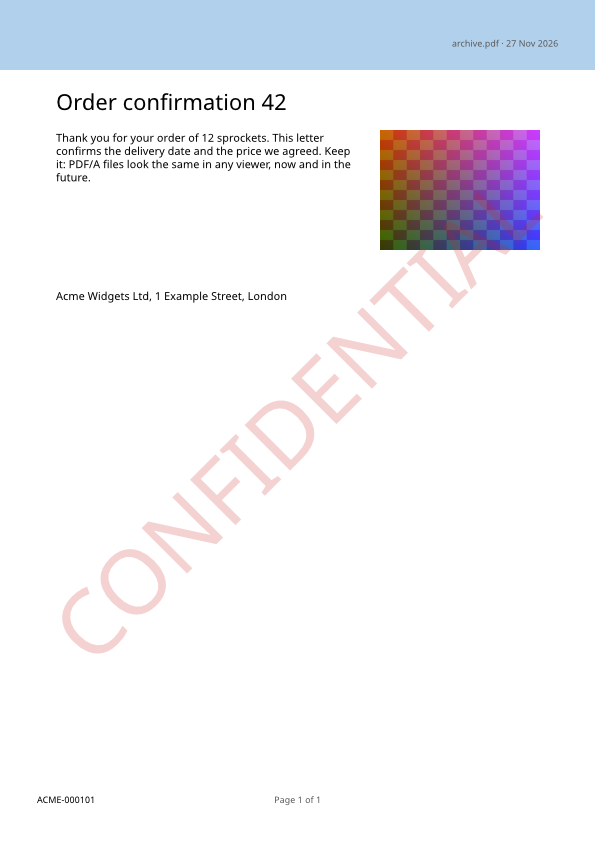 archive.pdf · 27 Nov 2026
Order confirmation 42
Thank you for your order of 12 sprockets. This letter
confirms the delivery date and the price we agreed. Keep
it: PDF/A files look the same in any viewer, now and in the
future.
Acme Widgets Ltd, 1 Example Street, London
CONFIDENTIAL
ACME-000101
Page 1 of 1